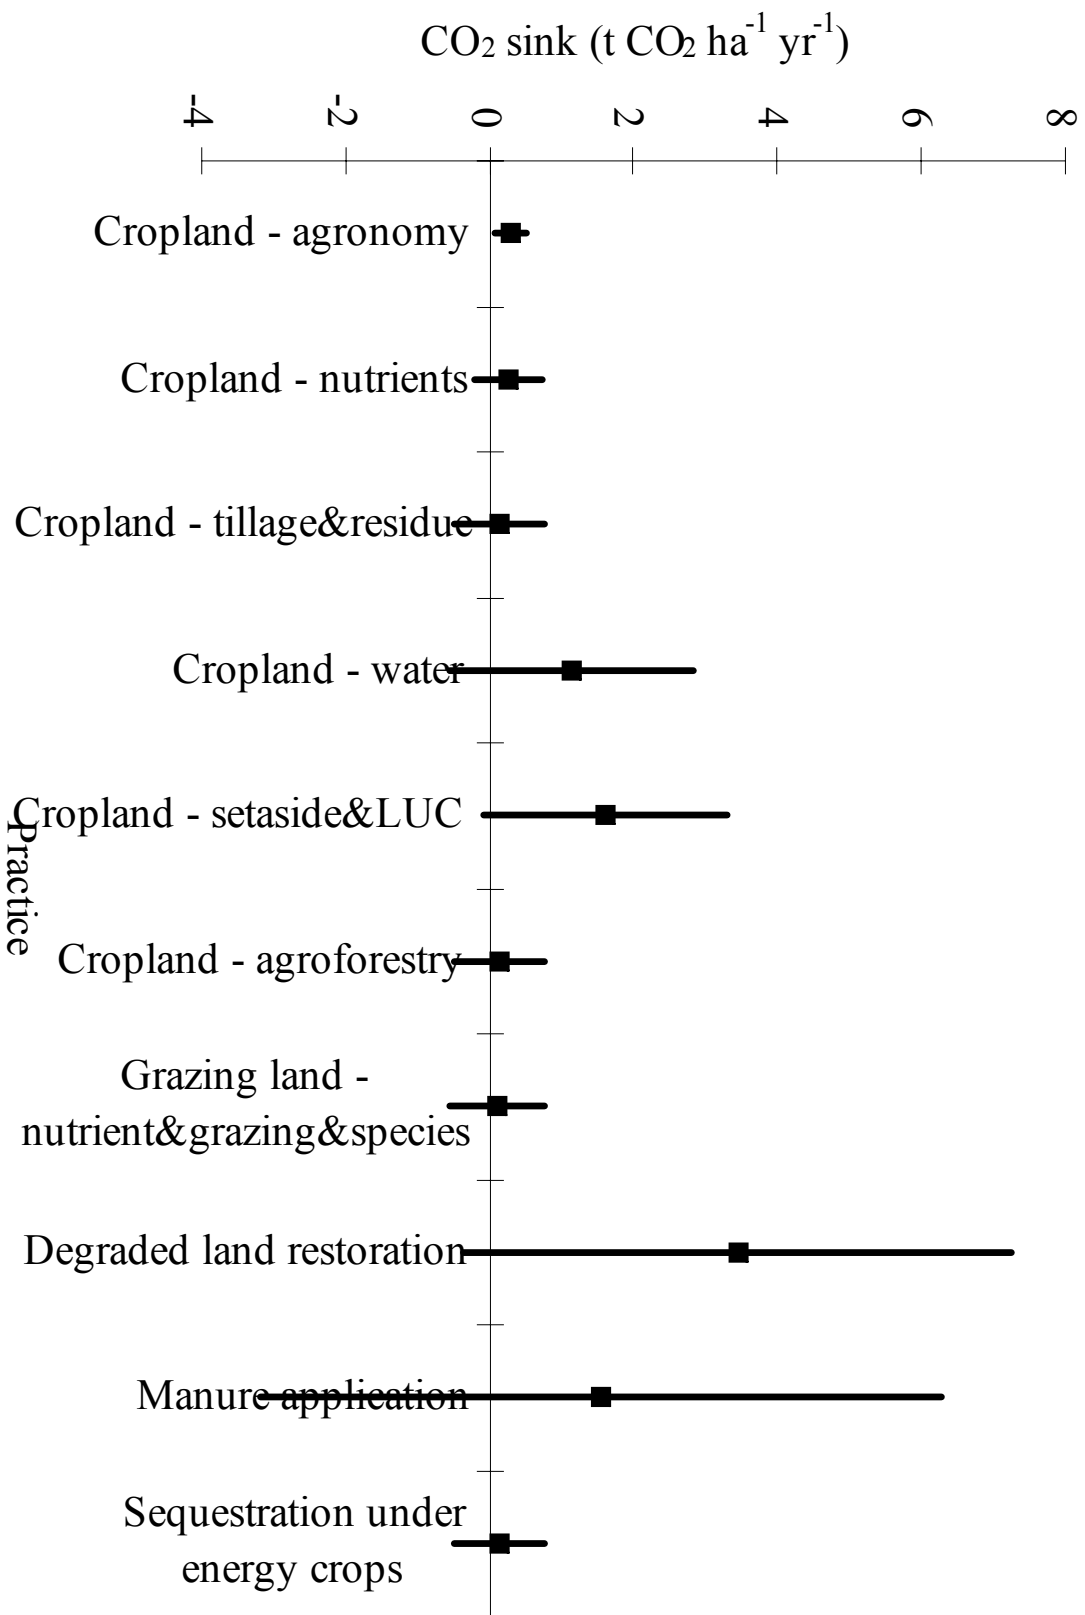 CO₂ sink (t CO₂ ha⁻¹ yr⁻¹)
-4 -2 0 2 4 6 8
Cropland - agronomy
Cropland - nutrients
Cropland - tillage&residue
Cropland - water
Cropland - setaside&LUC
Practice
Cropland - agroforestry
Grazing land -
nutrient&grazing&species
Degraded land restoration
Manure application
Sequestration under
energy crops